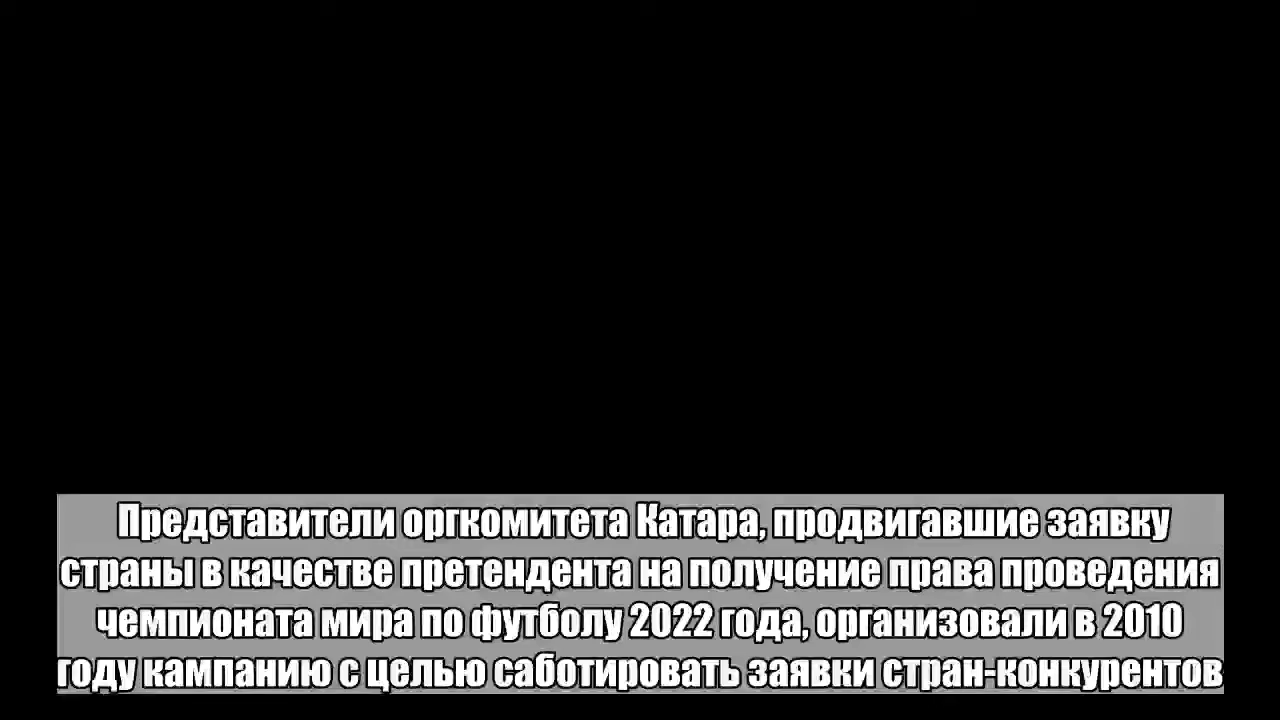 Представители оргкомитета Катара, продвигавшие заявку
страны в качестве претендента на получение права проведения
чемпионата мира по футболу 2022 года, организовали в 2010
году кампанию с целью саботировать заявки стран-конкурентов